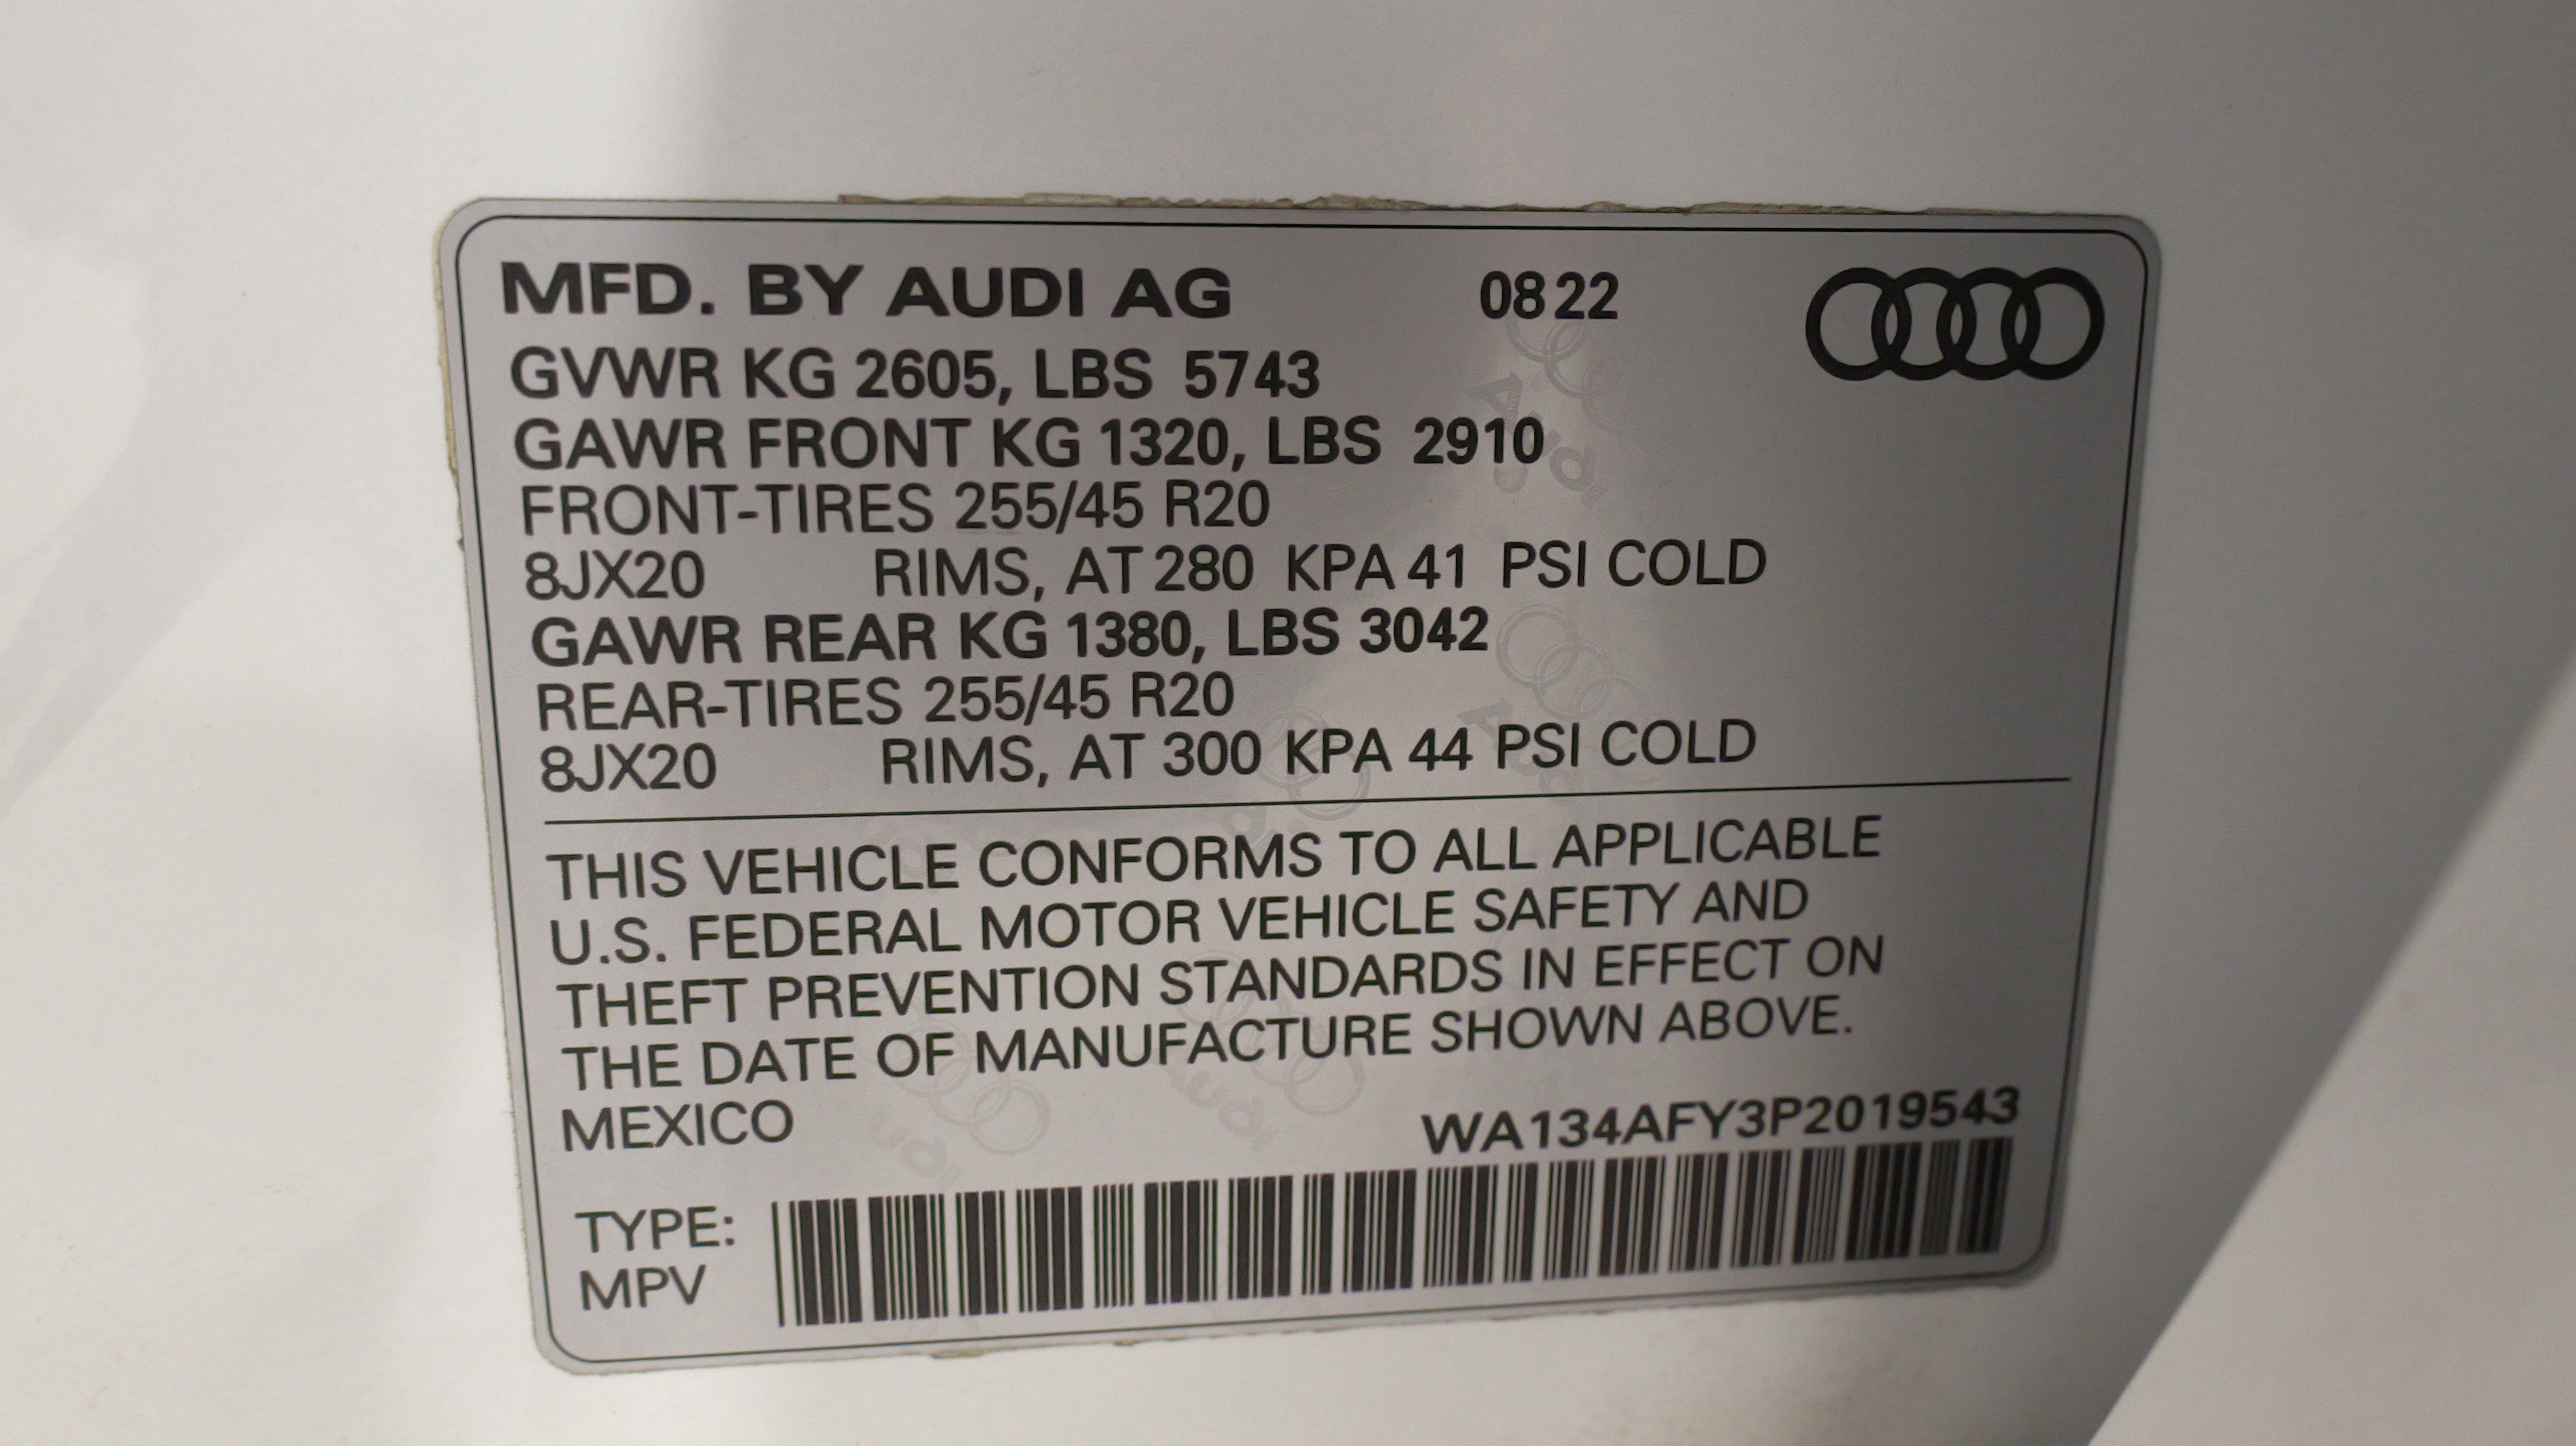 MFD. BY AUDI AG 08 22
GVWR KG 2605, LBS 5743
GAWR FRONT KG 1320, LBS 2910
FRONT-TIRES 255/45 R20
8JX20 RIMS, AT 280 KPA 41 PSI COLD
GAWR REAR KG 1380, LBS 3042
REAR-TIRES 255/45 R20
8JX20 RIMS, AT 300 KPA 44 PSI COLD
THIS VEHICLE CONFORMS TO ALL APPLICABLE
U.S. FEDERAL MOTOR VEHICLE SAFETY AND
THEFT PREVENTION STANDARDS IN EFFECT ON
THE DATE OF MANUFACTURE SHOWN ABOVE.
MEXICO WA134AFY3P2019543
TYPE:
MPV
Audi
Audi
Audi
Audi